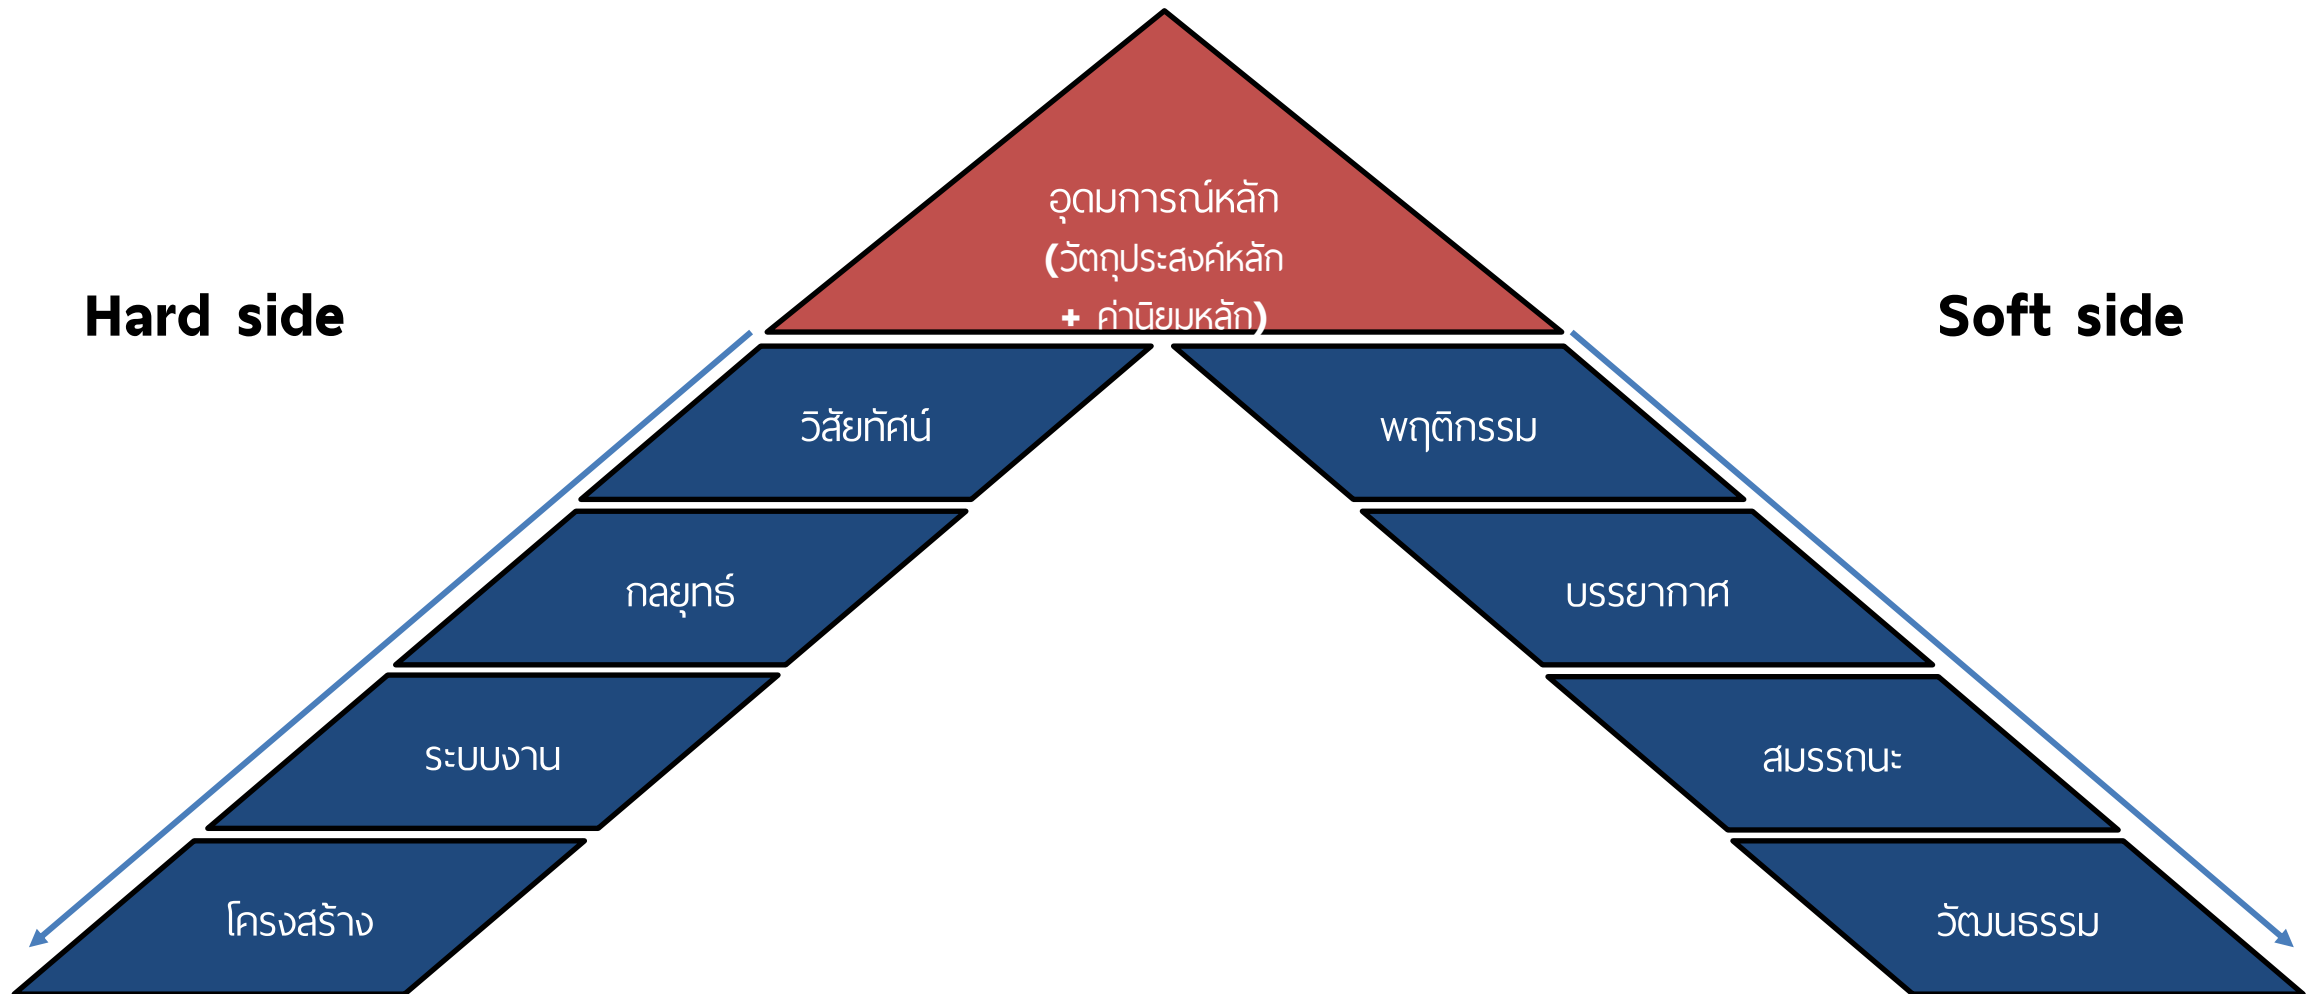 อุดมการณ์หลัก
(วัตถุประสงค์หลัก
+ ค่านิยมหลัก)
Hard side
Soft side
วิสัยทัศน์
พฤติกรรม
กลยุทธ์
บรรยากาศ
ระบบงาน
สมรรถนะ
โครงสร้าง
วัฒนธรรม